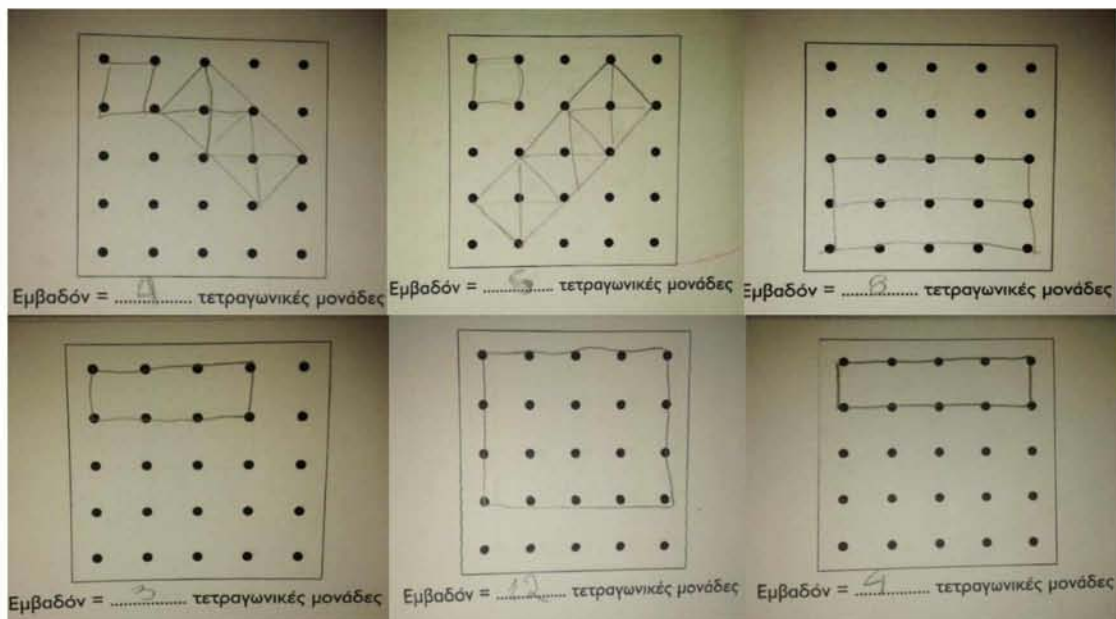 Εμβαδόν = ........4........ τετραγωνικές μονάδες
Εμβαδόν = ........ τετραγωνικές μονάδες
Εμβαδόν = ........8........ τετραγωνικές μονάδες
Εμβαδόν = ........3........ τετραγωνικές μονάδες
Εμβαδόν = ........12........ τετραγωνικές μονάδες
Εμβαδόν = ........4........ τετραγωνικές μονάδες